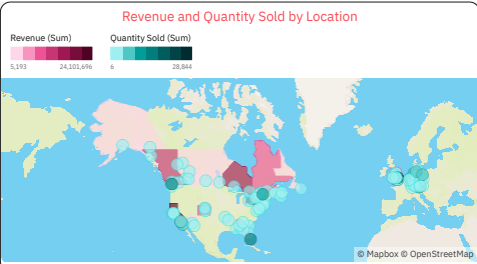 Revenue and Quantity Sold by Location
Revenue (Sum) Quantity Sold (Sum)
5,193 24,101,696 6 28,844
© Mapbox © OpenStreetMap